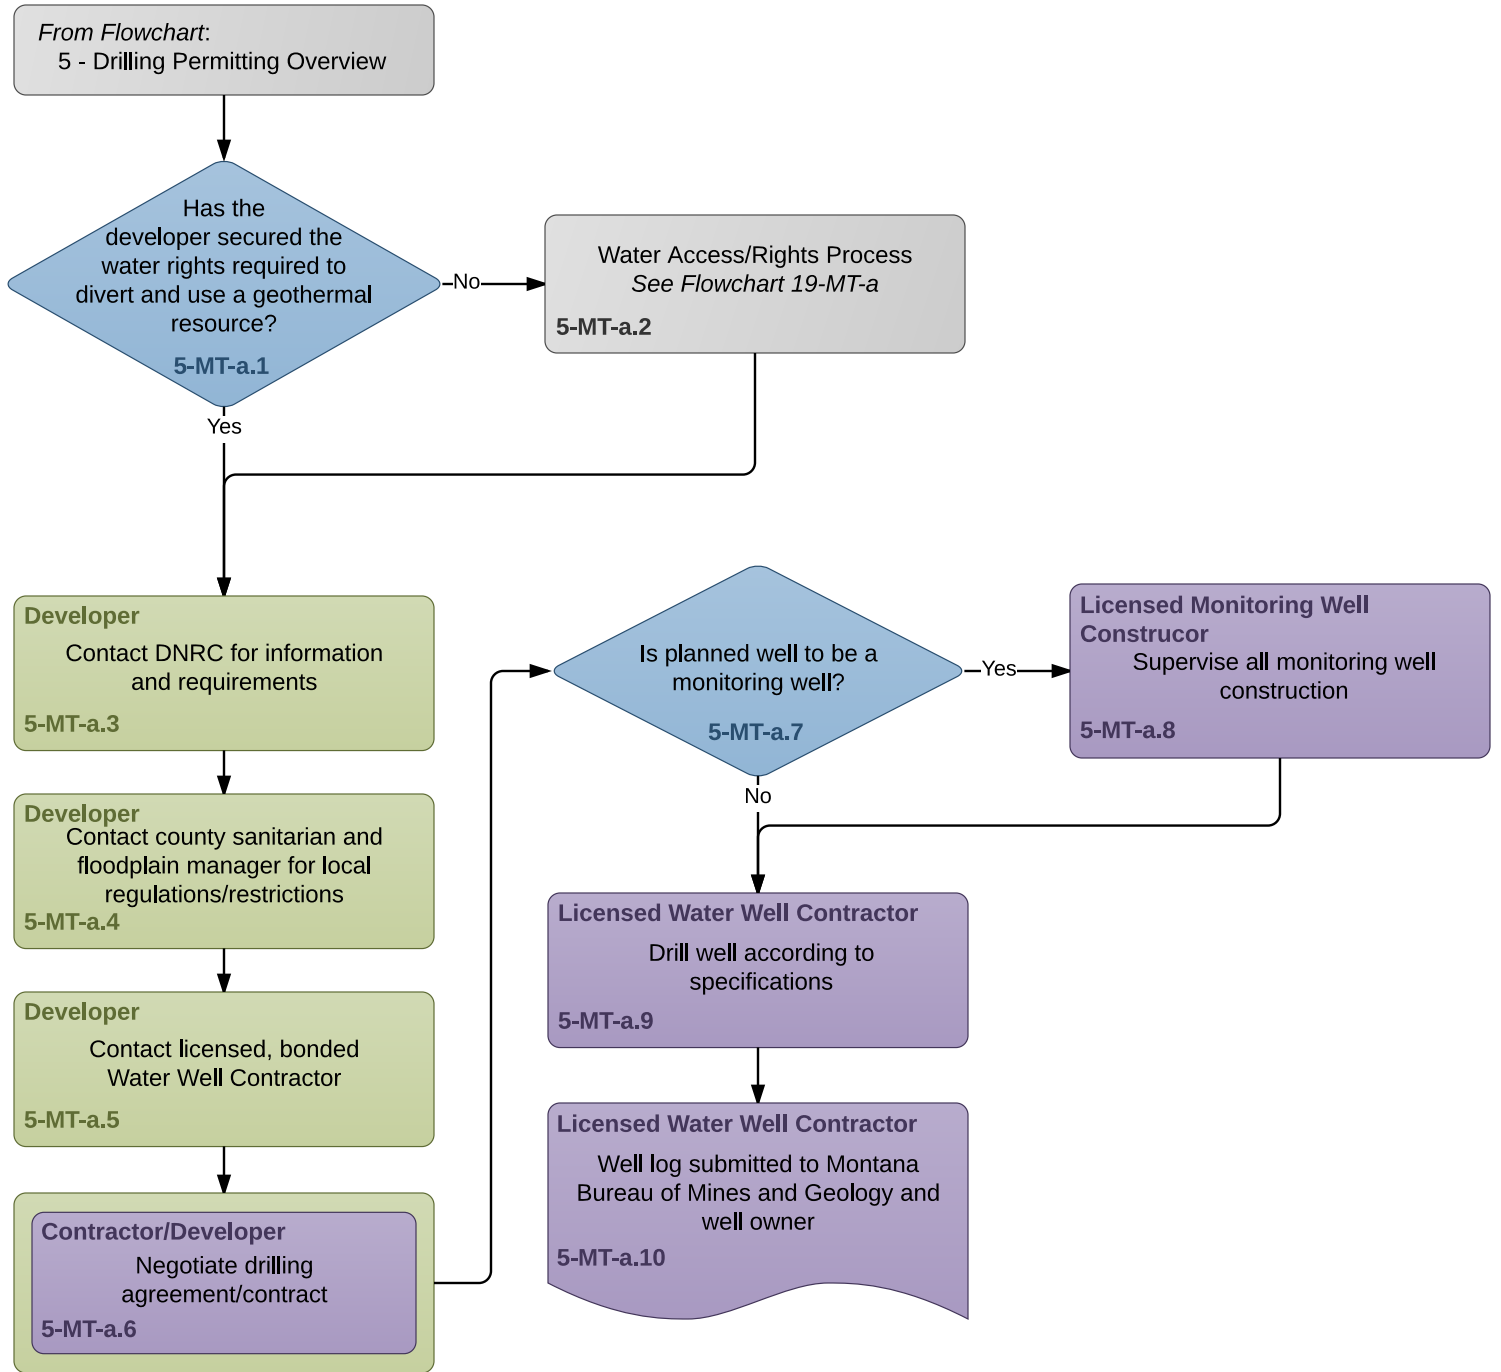 From Flowchart:
5 - Drilling Permitting Overview
Has the
developer secured the
water rights required to
divert and use a geothermal
resource?
5-MT-a.1
No
Water Access/Rights Process
See Flowchart 19-MT-a
5-MT-a.2
Yes
Developer
Contact DNRC for information
and requirements
5-MT-a.3
Developer
Contact county sanitarian and
floodplain manager for local
regulations/restrictions
5-MT-a.4
Developer
Contact licensed, bonded
Water Well Contractor
5-MT-a.5
Contractor/Developer
Negotiate drilling
agreement/contract
5-MT-a.6
Is planned well to be a
monitoring well?
5-MT-a.7
Yes
Licensed Monitoring Well
Construcor
Supervise all monitoring well
construction
5-MT-a.8
No
Licensed Water Well Contractor
Drill well according to
specifications
5-MT-a.9
Licensed Water Well Contractor
Well log submitted to Montana
Bureau of Mines and Geology and
well owner
5-MT-a.10